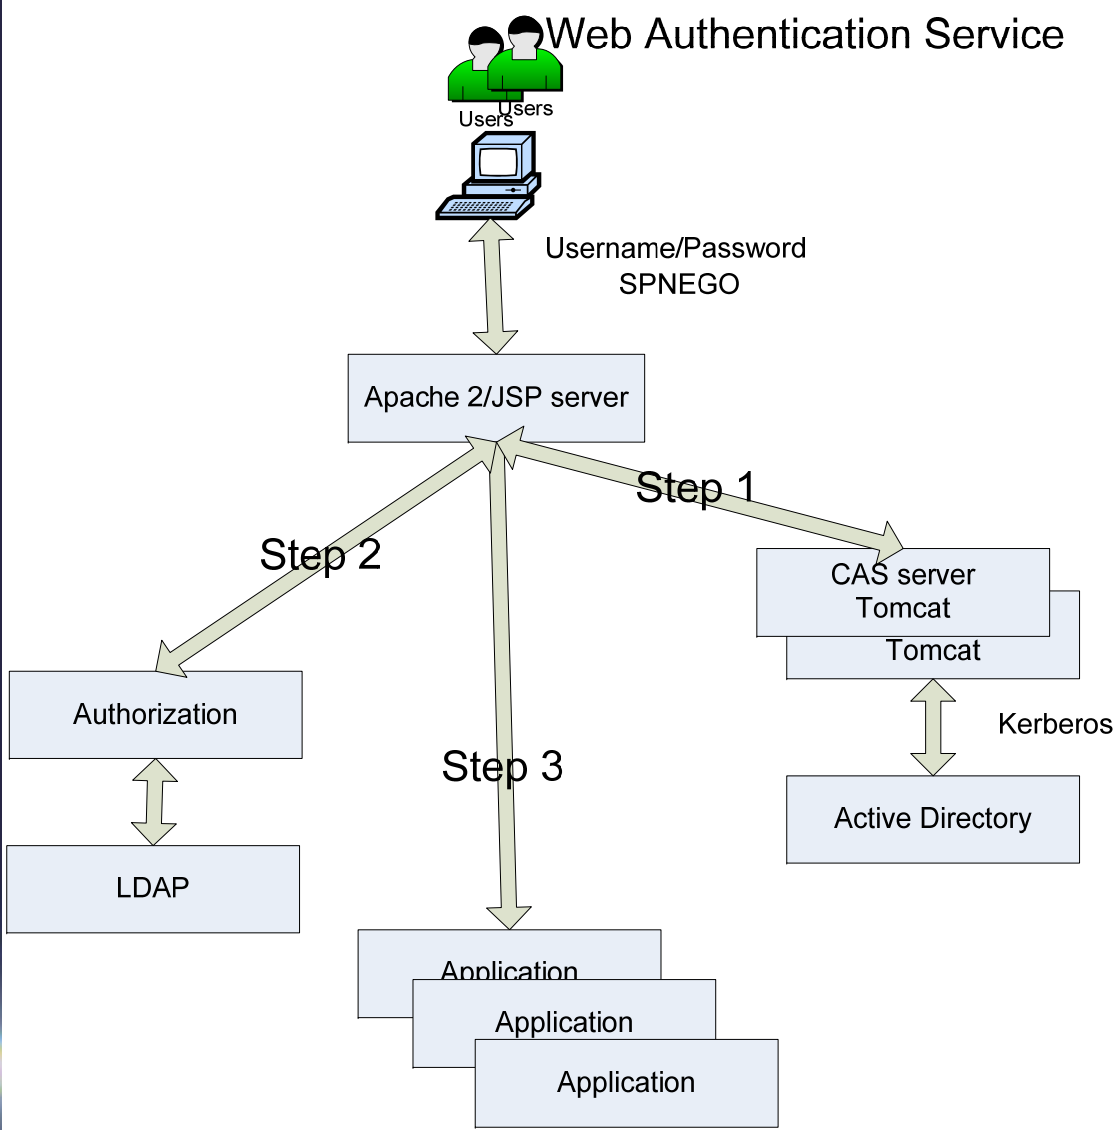 Web Authentication Service
Users
Users
Username/Password
SPNEGO
Apache 2/JSP server
Step 1
Step 2
CAS server
Tomcat
Tomcat
Authorization
Kerberos
Step 3
Active Directory
LDAP
Application
Application
Application